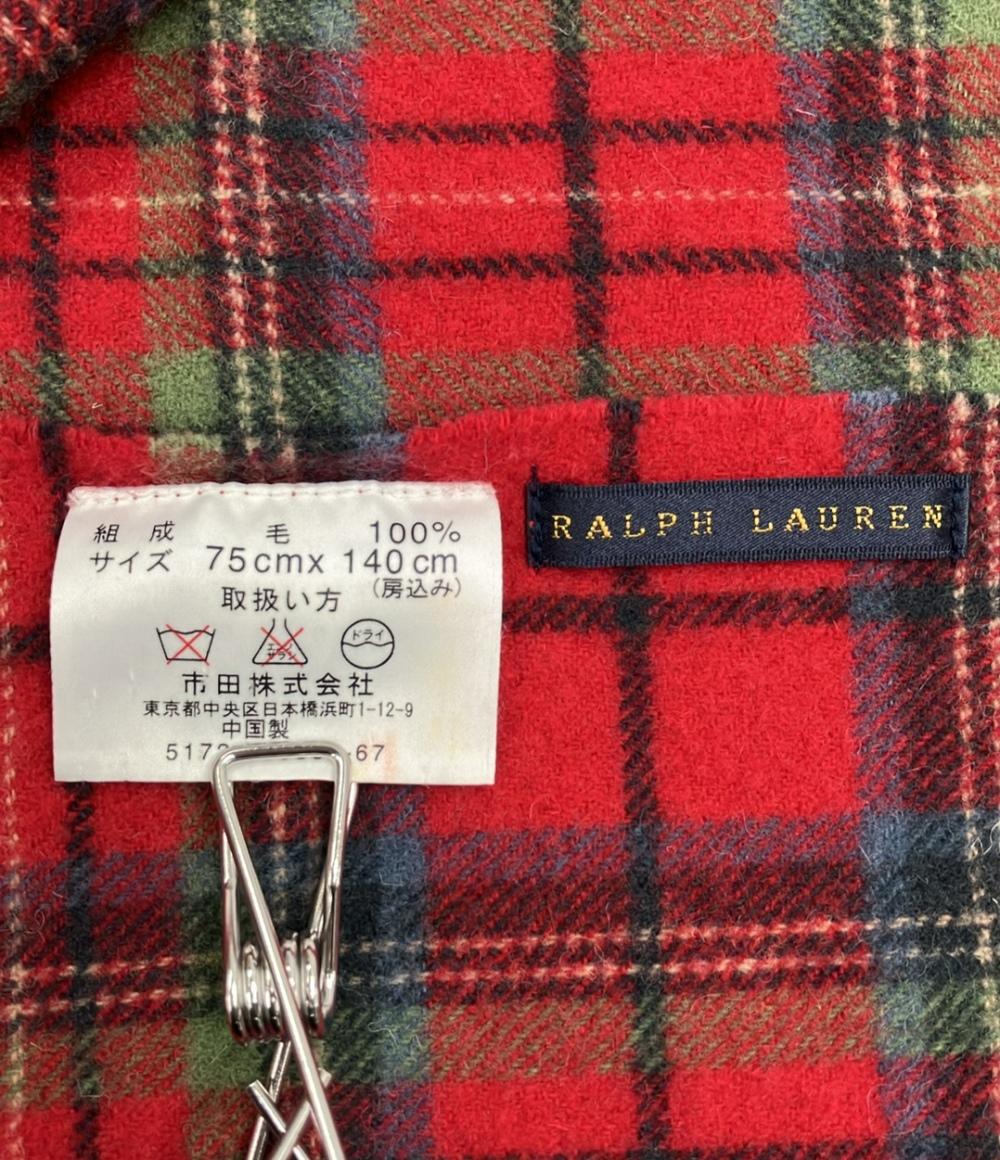 組成 毛 100%
サイズ 75cmx 140cm
(房込み)
取扱い方
ドライ
市田株式会社
東京都中央区日本橋浜町1-12-9
中国製
517 -67
RALPH LAUREN